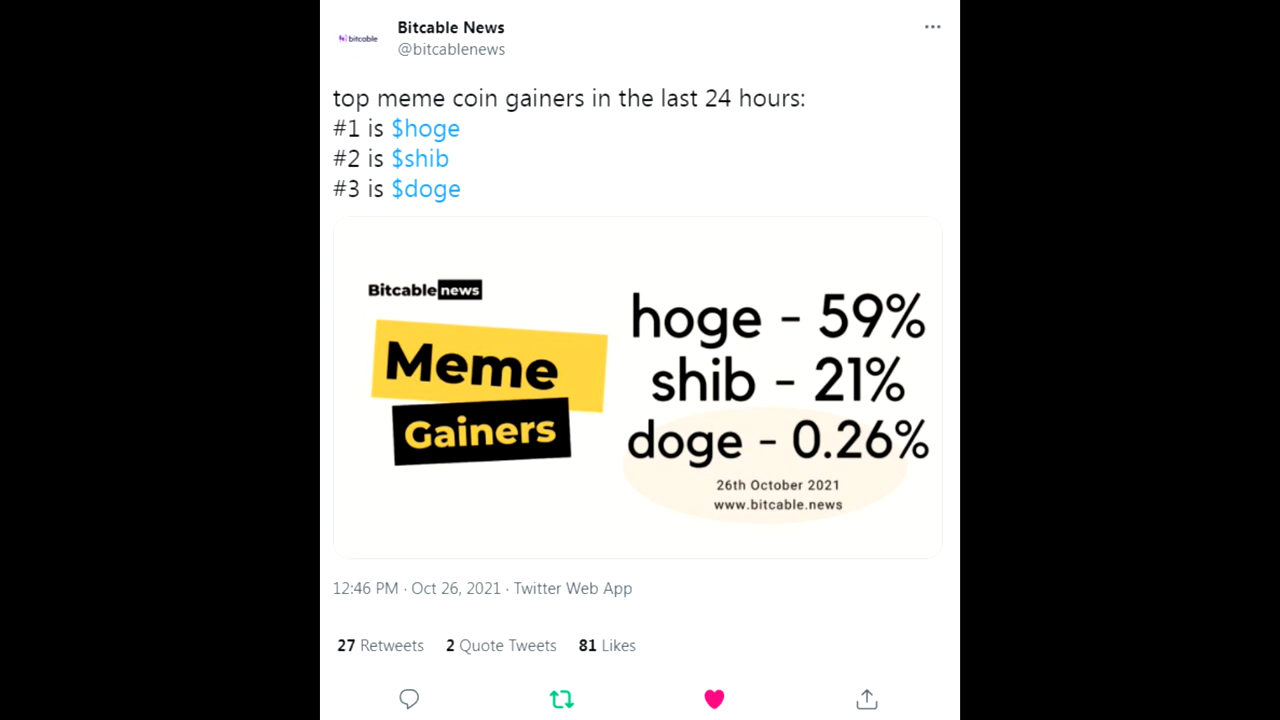 Bitcable News
bitcable
@bitcablenews
top meme coin gainers in the last 24 hours:
#1 is $hoge
#2 is $shib
#3 is $doge
Bitcable news
Meme
Gainers
hoge - 59%
shib - 21%
doge - 0.26%
26th October 2021
www.bitcable.news
12:46 PM · Oct 26, 2021 · Twitter Web App
27 Retweets 2 Quote Tweets 81 Likes